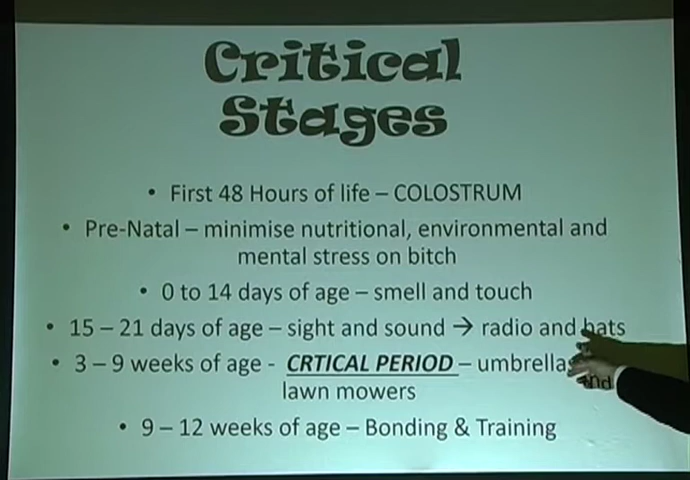 Critical
Stages
• First 48 Hours of life – COLOSTRUM
• Pre-Natal – minimise nutritional, environmental and
mental stress on bitch
• 0 to 14 days of age – smell and touch
• 15 – 21 days of age – sight and sound → radio and hats
• 3 – 9 weeks of age - CRTICAL PERIOD – umbrella and
lawn mowers
• 9 – 12 weeks of age – Bonding & Training